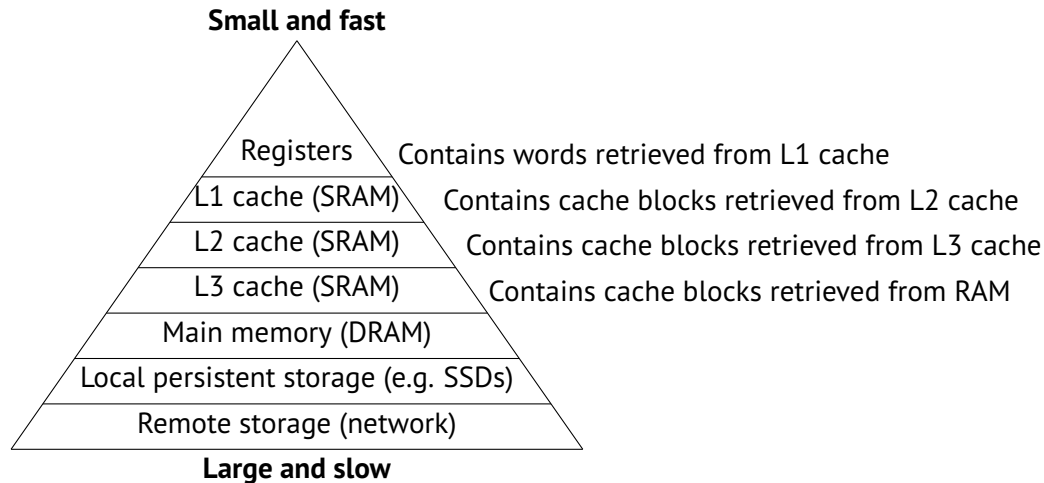 Small and fast
Registers Contains words retrieved from L1 cache
L1 cache (SRAM) Contains cache blocks retrieved from L2 cache
L2 cache (SRAM) Contains cache blocks retrieved from L3 cache
L3 cache (SRAM) Contains cache blocks retrieved from RAM
Main memory (DRAM)
Local persistent storage (e.g. SSDs)
Remote storage (network)
Large and slow